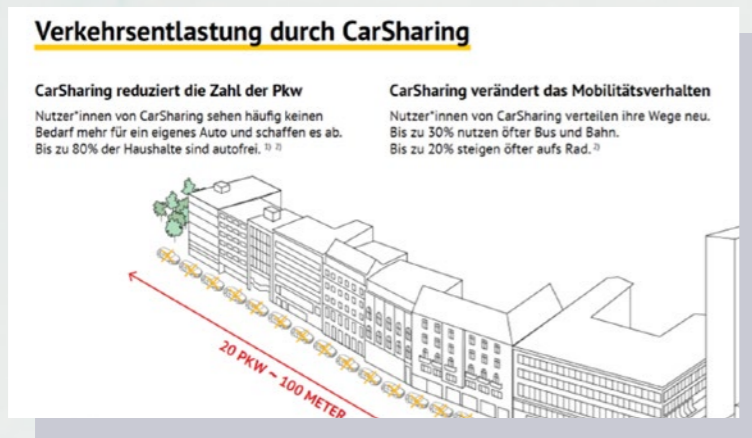 Verkehrsentlastung durch CarSharing
CarSharing reduziert die Zahl der Pkw
Nutzer*innen von CarSharing sehen häufig keinen
Bedarf mehr für ein eigenes Auto und schaffen es ab.
Bis zu 80% der Haushalte sind autofrei. 1) 2)
CarSharing verändert das Mobilitätsverhalten
Nutzer*innen von CarSharing verteilen ihre Wege neu.
Bis zu 30% nutzen öfter Bus und Bahn.
Bis zu 20% steigen öfter aufs Rad. 2)
20 PKW ~ 100 METER